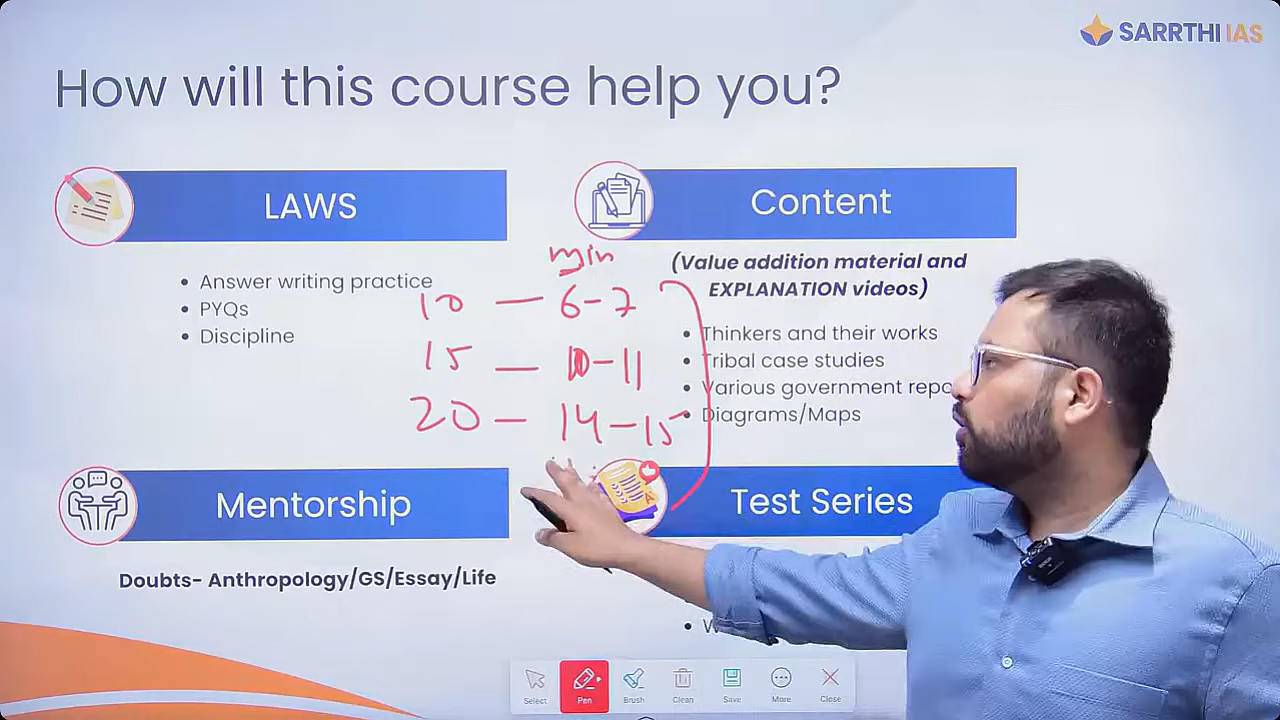 SARRTHI IAS
How will this course help you?
LAWS
Answer writing practice
PYQs
Discipline
Content
(Value addition material and
EXPLANATION videos)
Thinkers and their works
Tribal case studies
Various government repo
Diagrams/Maps
min
10 — 6-7
15 — 10-11
20 — 14-15
Mentorship
Doubts- Anthropology/GS/Essay/Life
Test Series
Select
Pen
Brush
Clean
Save
More
Close